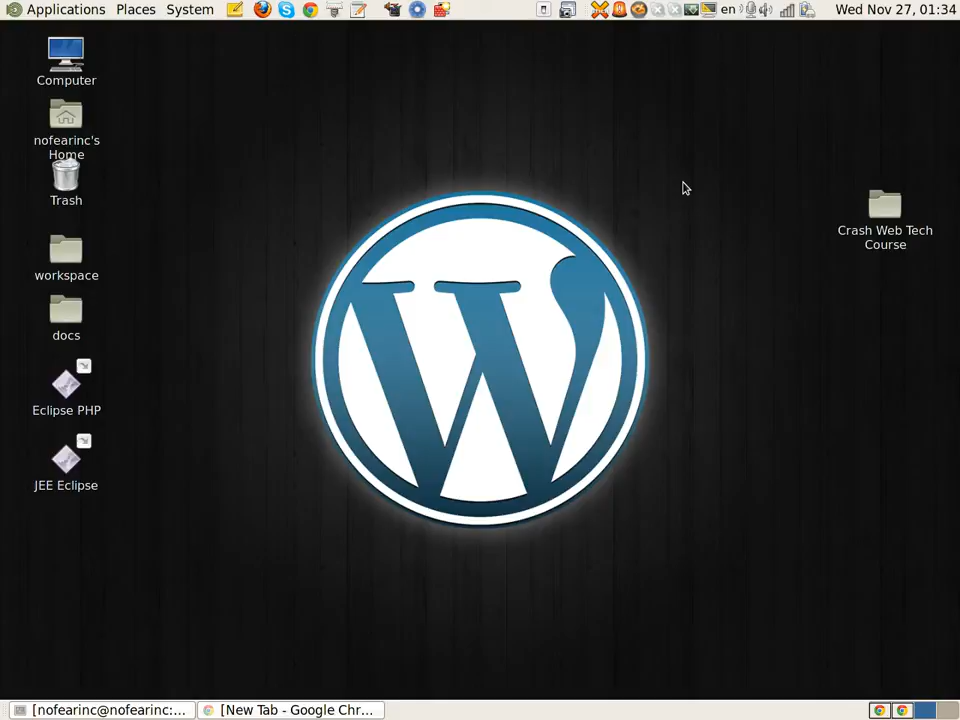 Applications Places System en Wed Nov 27, 01:34
Computer
nofearinc's
Home
Trash
workspace
docs
Eclipse PHP
JEE Eclipse
Crash Web Tech
Course
W
[nofearinc@nofearinc:... [New Tab - Google Chr...